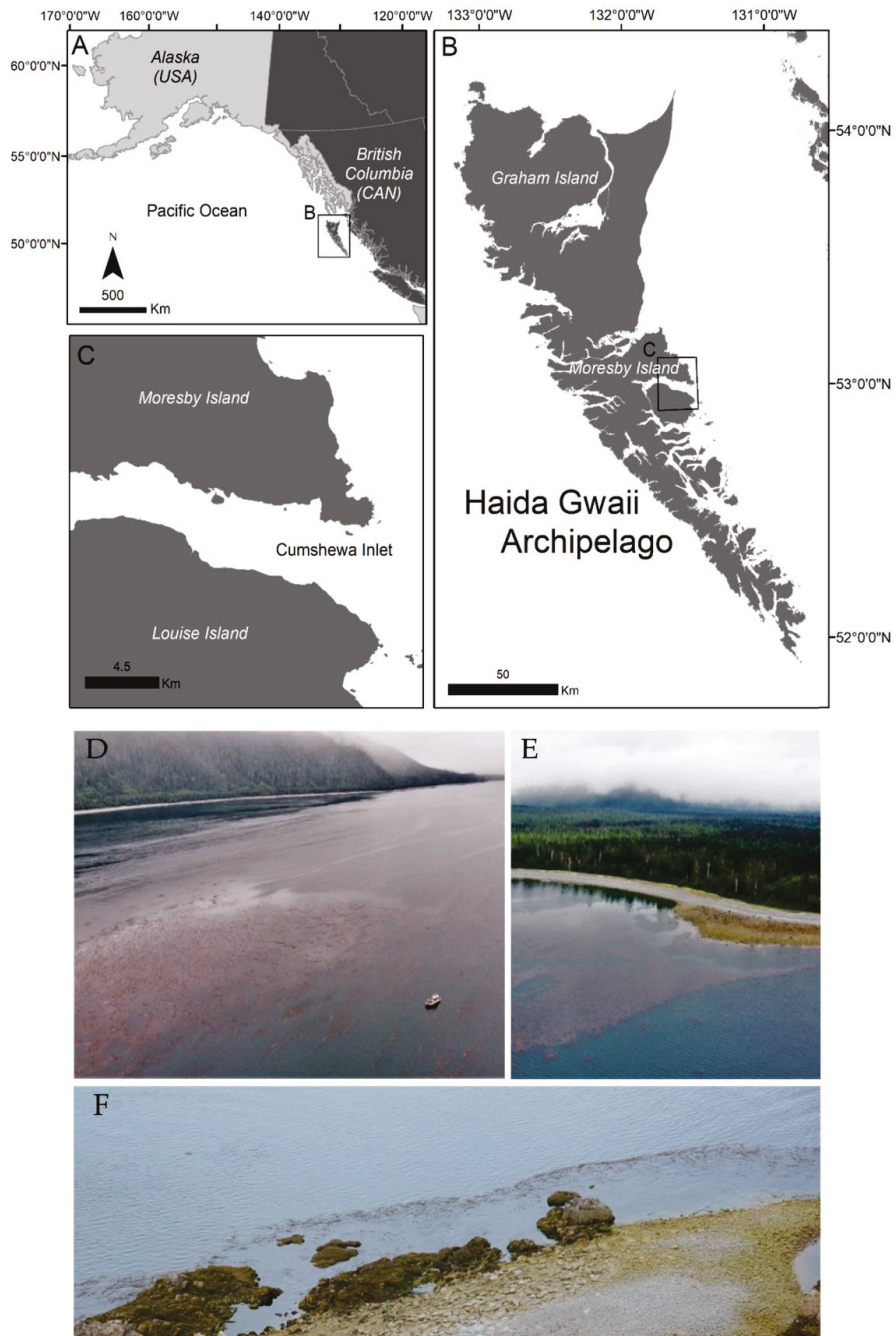 170°0'0"W 160°0'0"W 140°0'0"W 120°0'0"W
A
60°0'0"N
55°0'0"N
50°0'0"N
Alaska
(USA)
British
Columbia
(CAN)
Pacific Ocean
B
N
500
Km
133°0'0"W 132°0'0"W 131°0'0"W
B
54°0'0"N
53°0'0"N
52°0'0"N
Graham Island
C
Moresby Island
Haida Gwaii
Archipelago
50
Km
C
Moresby Island
Cumshewa Inlet
Louise Island
4.5
Km
D
E
F